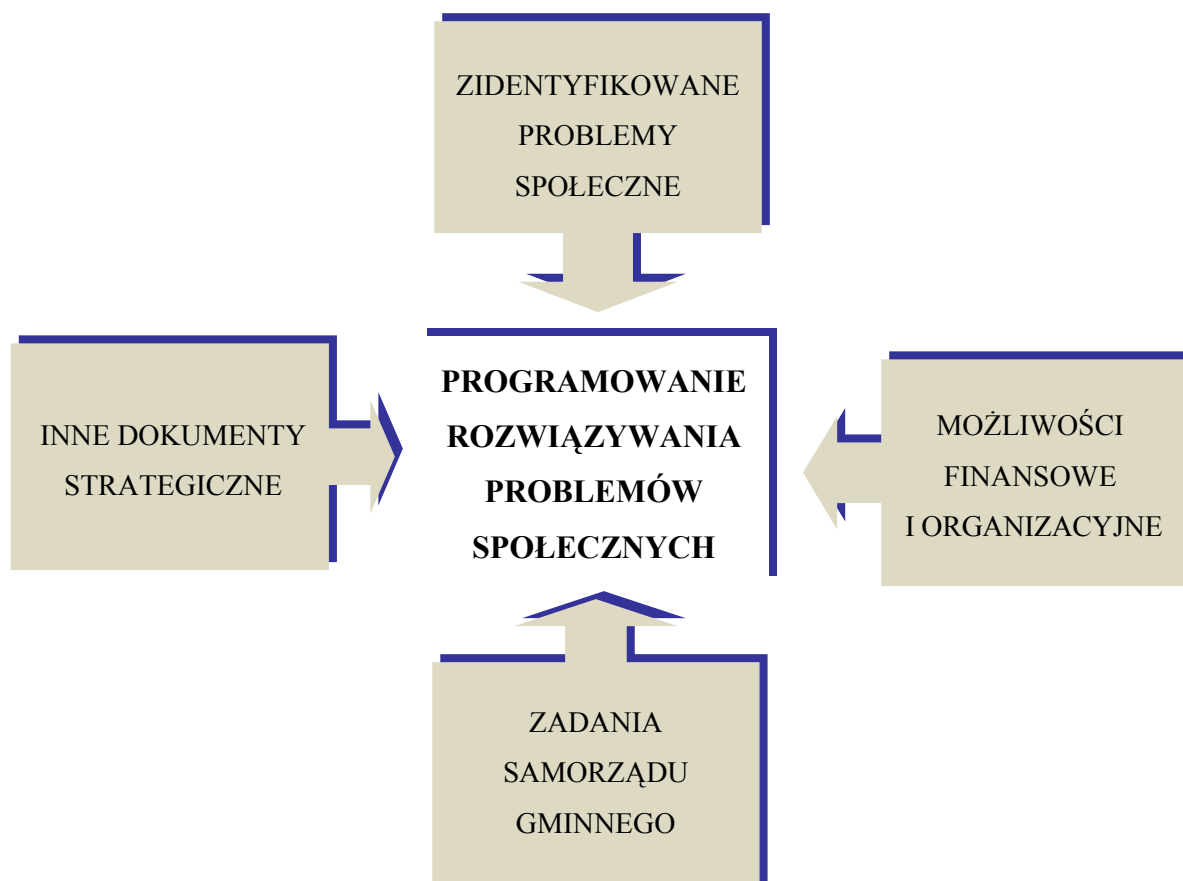 ZIDENTYFIKOWANE
PROBLEMY
SPOŁECZNE
INNE DOKUMENTY
STRATEGICZNE
PROGRAMOWANIE
ROZWIĄZYWANIA
PROBLEMÓW
SPOŁECZNYCH
MOŻLIWOŚCI
FINANSOWE
I ORGANIZACYJNE
ZADANIA
SAMORZĄDU
GMINNEGO